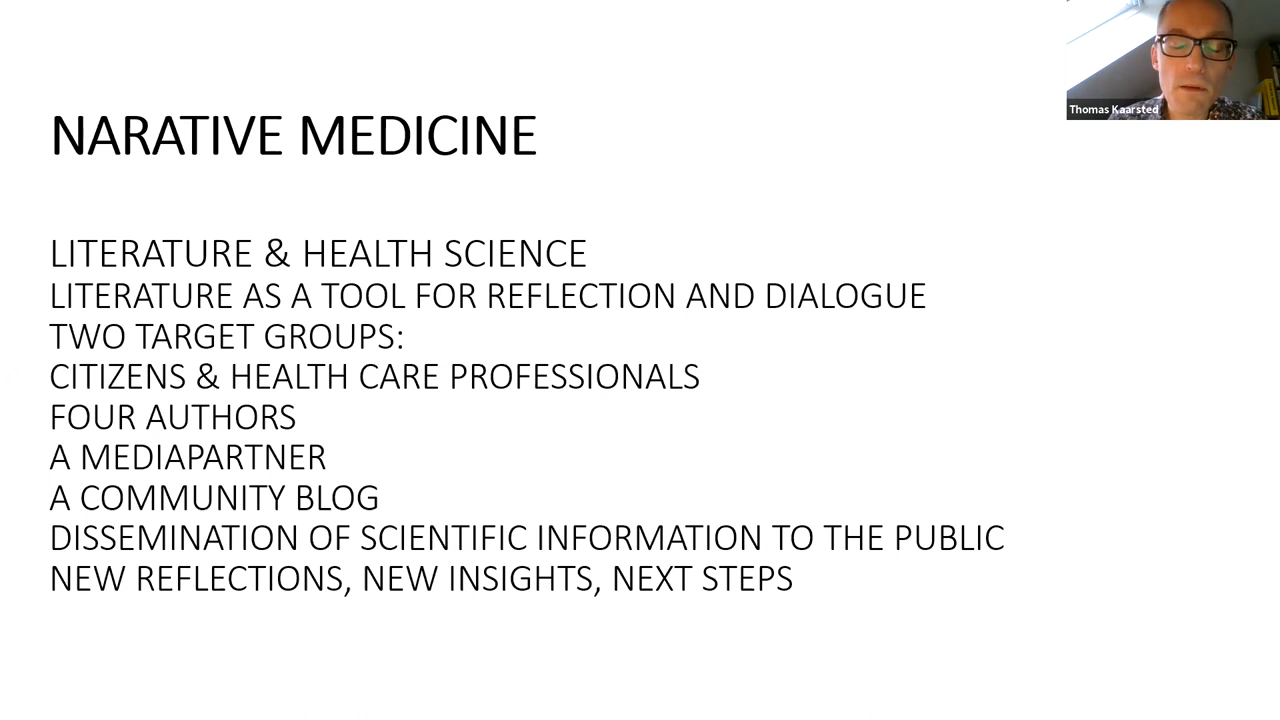 NARATIVE MEDICINE
LITERATURE & HEALTH SCIENCE
LITERATURE AS A TOOL FOR REFLECTION AND DIALOGUE
TWO TARGET GROUPS:
CITIZENS & HEALTH CARE PROFESSIONALS
FOUR AUTHORS
A MEDIAPARTNER
A COMMUNITY BLOG
DISSEMINATION OF SCIENTIFIC INFORMATION TO THE PUBLIC
NEW REFLECTIONS, NEW INSIGHTS, NEXT STEPS
Thomas Kaarsted